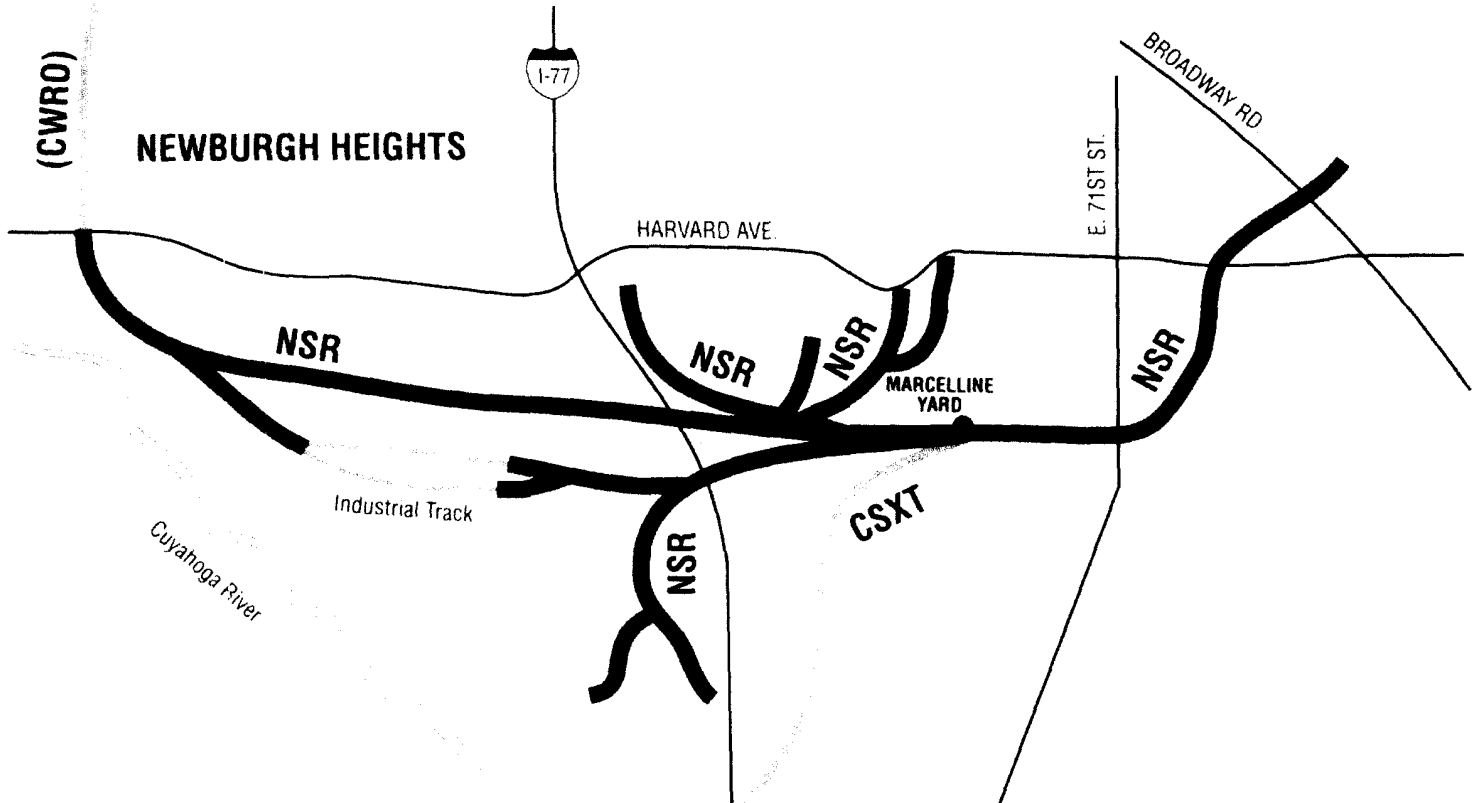 BROADWAY RD.
(CWRO)
I-77
NEWBURGH HEIGHTS
E. 71ST ST.
HARVARD AVE.
NSR
NSR
NSR
NSR
MARCELLINE
YARD
Industrial Track
CSXT
Cuyahoga River
NSR